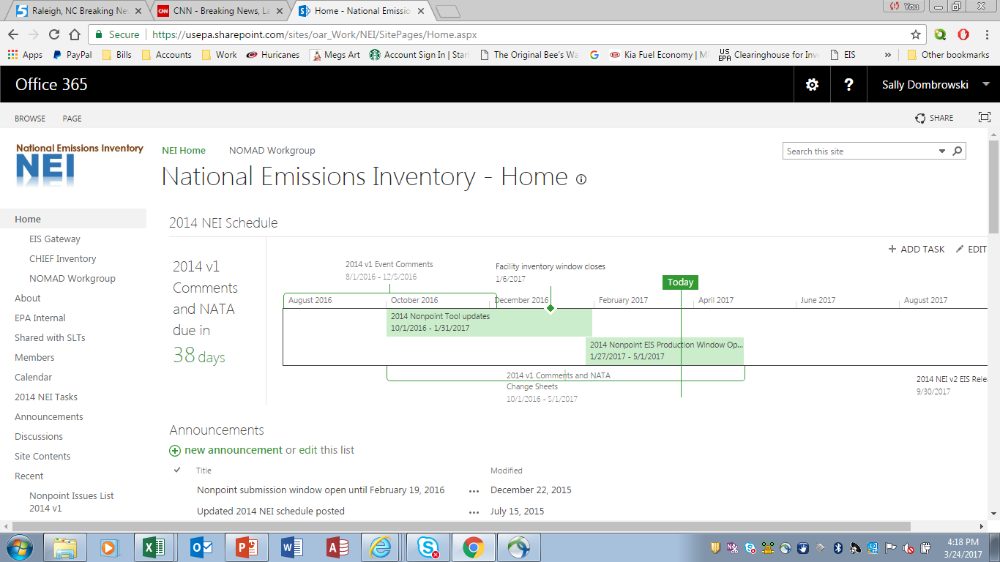 Raleigh, NC Breaking Ne
CNN - Breaking News, La
Home - National Emissio
You
Secure
https://usepa.sharepoint.com/sites/oar_Work/NEI/SitePages/Home.aspx
Apps
PayPal
Bills
Accounts
Work
Huricanes
Megs Art
Account Sign In | Star
The Original Bee's Wa
Kia Fuel Economy | M
US EPA
Clearinghouse for Inv
EIS
»
Other bookmarks
Office 365
?
Sally Dombrowski
BROWSE
PAGE
SHARE
National Emissions Inventory
NEI
NEI Home
NOMAD Workgroup
Search this site
National Emissions Inventory - Home
Home
EIS Gateway
CHIEF Inventory
NOMAD Workgroup
About
EPA Internal
Shared with SLTs
Members
Calendar
2014 NEI Tasks
Announcements
Discussions
Site Contents
Recent
Nonpoint Issues List
2014 v1
2014 NEI Schedule
+ ADD TASK
EDIT
2014 v1
Comments
and NATA
due in
38 days
2014 v1 Event Comments
8/1/2016 - 12/5/2016
Facility inventory window closes
1/6/2017
Today
August 2016
October 2016
December 2016
February 2017
April 2017
June 2017
August 2017
2014 Nonpoint Tool updates
10/1/2016 - 1/31/2017
2014 Nonpoint EIS Production Window Op...
1/27/2017 - 5/1/2017
2014 v1 Comments and NATA
Change Sheets
10/1/2016 - 5/1/2017
2014 NEI v2 EIS Rele
9/30/2017
Announcements
new announcement or edit this list
Title
Modified
Nonpoint submission window open until February 19, 2016
...
December 22, 2015
Updated 2014 NEI schedule posted
...
July 15, 2015
4:18 PM
3/24/2017